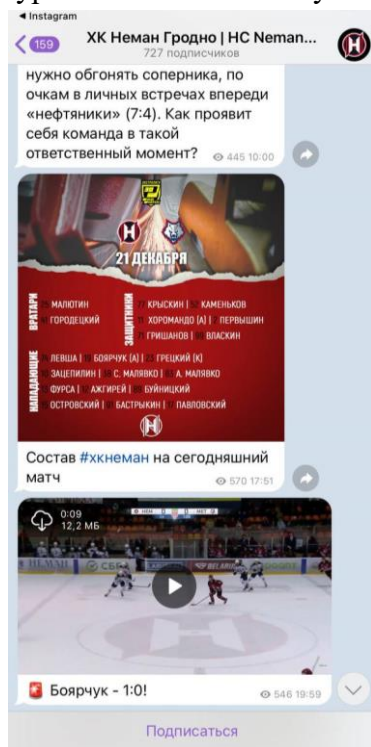 Instagram
159
ХК Неман Гродно | HC Neman...
727 подписчиков
нужно обгонять соперника, по
очкам в личных встречах впереди
«нефтяники» (7:4). Как проявит
себя команда в такой
ответственный момент?
445 10:00
21 ДЕКАБРЯ
ВРАТАРИ
МАЛЮТИН
ГОРОДЕЦКИЙ
ЗАЩИТНИКИ
КРЫСКИН | КАМЕНЬКОВ
ХОРОМАНДО (А) | ПЕРВЫШИН
ГРИШАНОВ | ВЛАСКИН
НАПАДАЮЩИЕ
ЛЕВША | БОЯРЧУК (А) | ГРЕЦКИЙ (К)
ЗАЦЕПИЛИН | С. МАЛЯВКО | А. МАЛЯВКО
ФУРСА | АЖГИРЕЙ | БУЙНИЦКИЙ
ОСТРОВСКИЙ | БАСТРЫКИН | ПАВЛОВСКИЙ
Состав #хкнеман на сегодняшний
матч
570 17:51
0:09
12,2 МБ
Боярчук - 1:0!
546 19:59
Подписаться